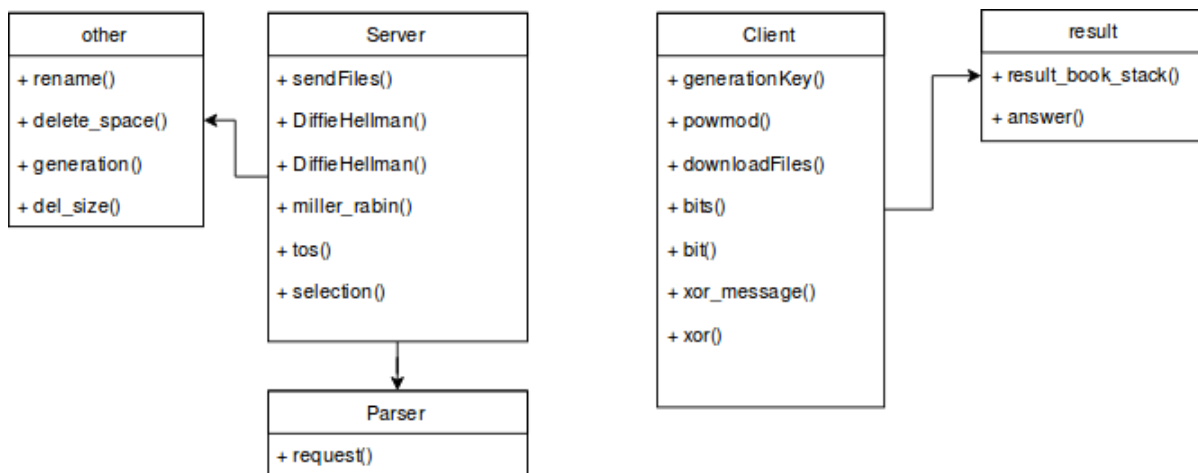 other
+ rename()
+ delete_space()
+ generation()
+ del_size()
Server
+ sendFiles()
+ DiffieHellman()
+ DiffieHellman()
+ miller_rabin()
+ tos()
+ selection()
Parser
+ request()
Client
+ generationKey()
+ powmod()
+ downloadFiles()
+ bits()
+ bit()
+ xor_message()
+ xor()
result
+ result_book_stack()
+ answer()